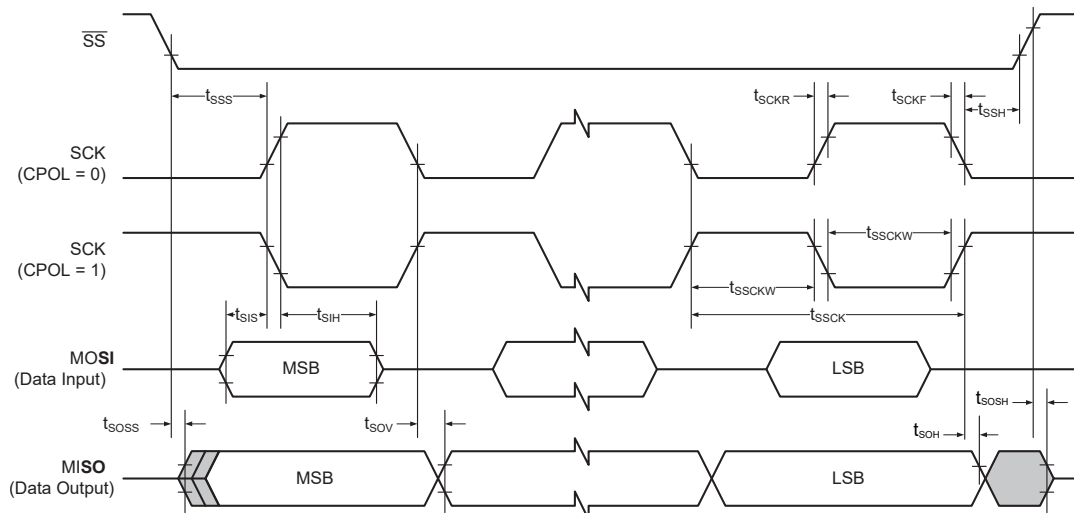 SS
tSSS
tSCKR
tSCKF
tSSH
SCK
(CPOL = 0)
SCK
(CPOL = 1)
tSSCKW
tSSCKW
tSSCK
tSIS
tSIH
MOSI
(Data Input)
MSB
LSB
tSOSS
tSOV
tSOH
tSOSH
MISO
(Data Output)
MSB
LSB